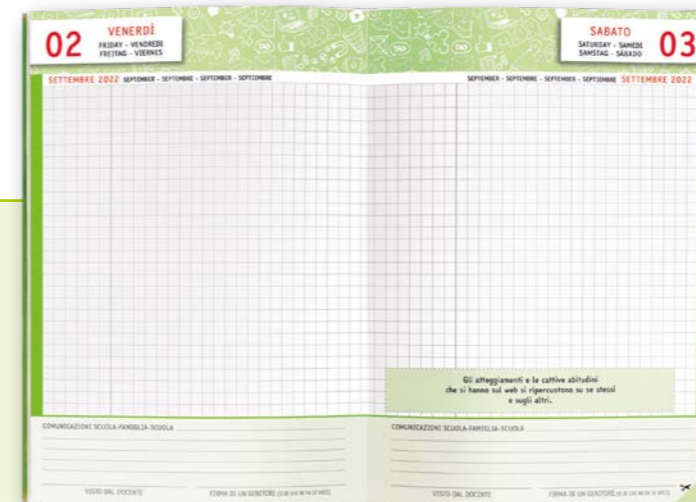 02
VENERDÌ
FRIDAY - VENDREDI
FREITAG - VIERNES
SETTEMBRE 2022 SEPTEMBER - SEPTEMBRE - SEPTEMBER - SEPTIEMBRE
COMUNICAZIONI SCUOLA-FAMIGLIA-SCUOLA
VISTO DAL DOCENTE FIRMA DI UN GENITORE
TAG
SABATO
SATURDAY - SAMEDI
SAMSTAG - SÁBADO
03
SEPTEMBER - SEPTEMBRE - SEPTEMBER - SEPTIEMBRE SETTEMBRE 2022
Gli atteggiamenti e le cattive abitudini
che si hanno sul web si ripercuotono su se stessi
e sugli altri.
COMUNICAZIONI SCUOLA-FAMIGLIA-SCUOLA
VISTO DAL DOCENTE FIRMA DI UN GENITORE